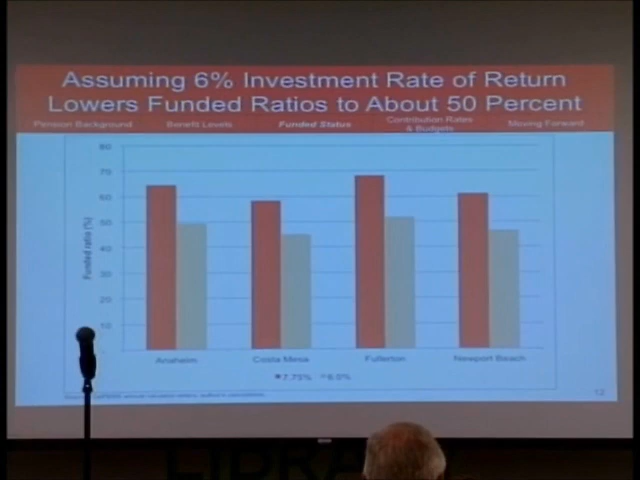 Assuming 6% Investment Rate of Return
Lowers Funded Ratios to About 50 Percent
Pension Background Benefit Levels Funded Status Contribution Rates & Budgets Moving Forward
Funded ratio (%)
80
70
60
50
40
30
20
10
Anaheim Costa Mesa Fullerton Newport Beach
7.75% 6.0%
12